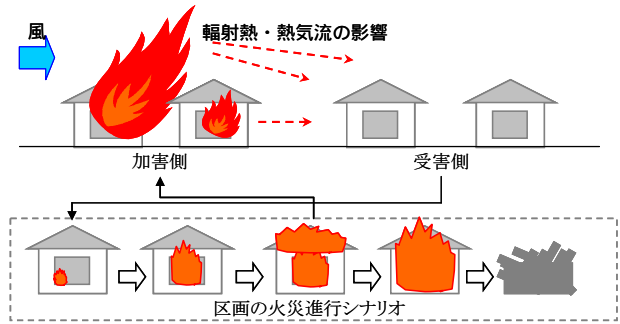 風
輻射熱・熱気流の影響
加害側
受害側
区画の火災進行シナリオ